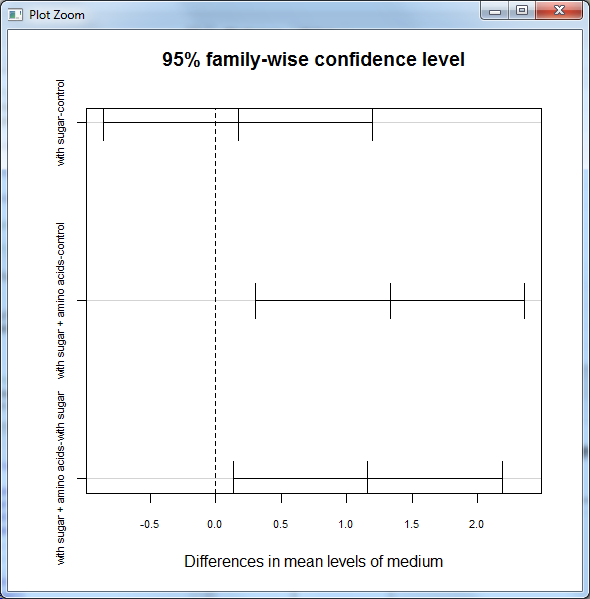 Plot Zoom
95% family-wise confidence level
with sugar-control
with sugar + amino acids-control
with sugar + amino acids-with sugar
-0.5 0.0 0.5 1.0 1.5 2.0
Differences in mean levels of medium